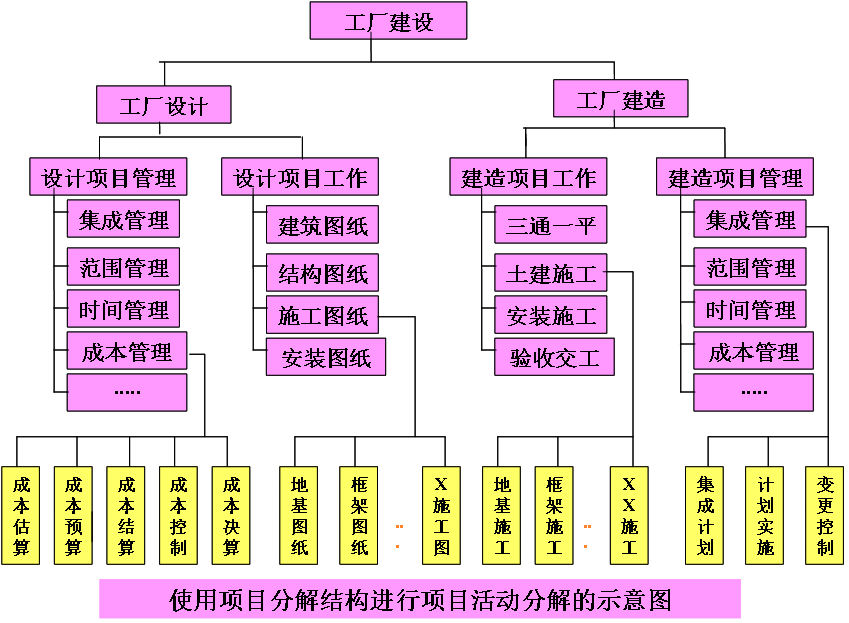 工厂建设
工厂设计
工厂建造
设计项目管理
设计项目工作
建造项目工作
建造项目管理
集成管理
范围管理
时间管理
成本管理
·····
建筑图纸
结构图纸
施工图纸
安装图纸
三通一平
土建施工
安装施工
验收交工
集成管理
范围管理
时间管理
成本管理
·····
成本估算
成本预算
成本结算
成本控制
成本决算
地基图纸
框架图纸
X施工图
地基施工
框架施工
XX施工
集成计划
计划实施
变更控制
使用项目分解结构进行项目活动分解的示意图